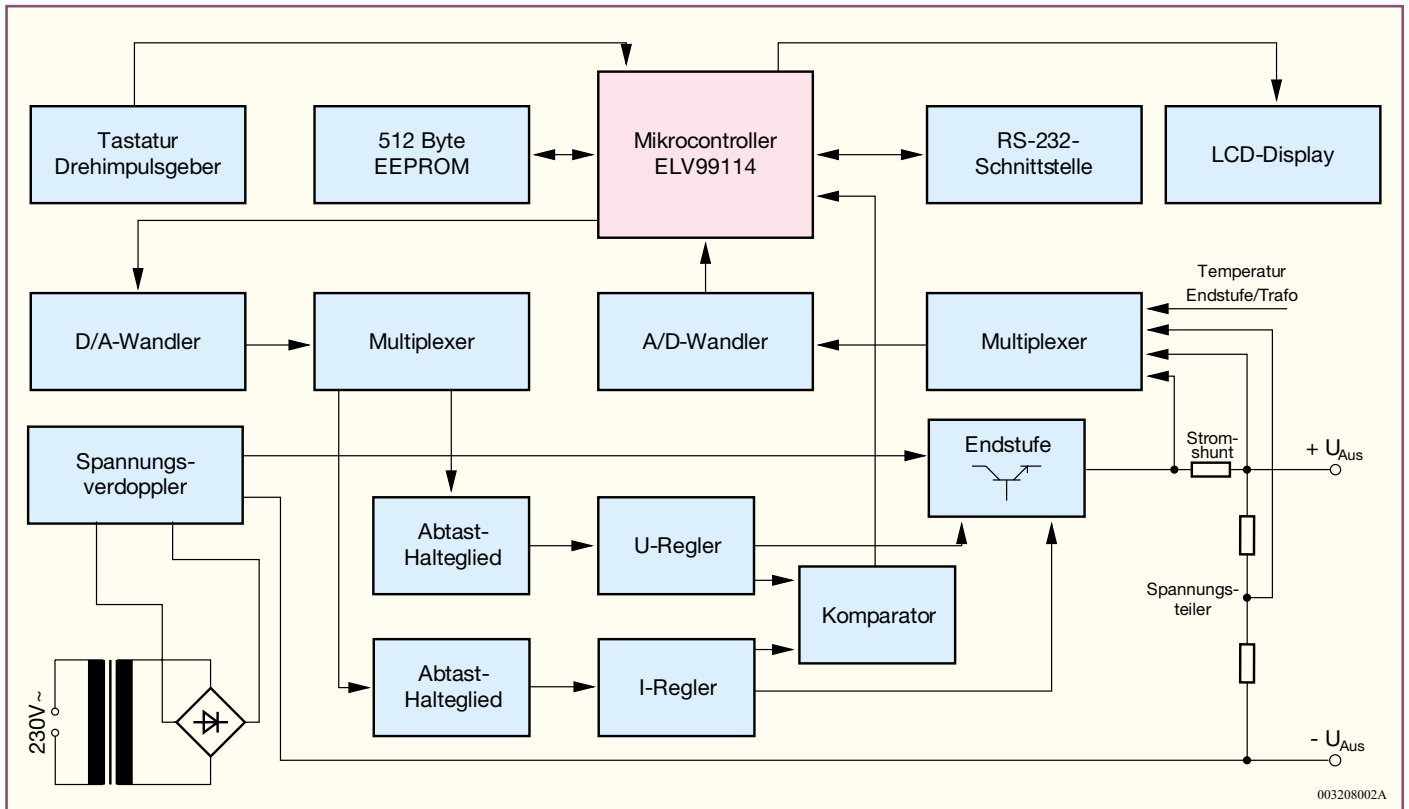 Tastatur
Drehimpulsgeber
512 Byte
EEPROM
Mikrocontroller
ELV99114
RS-232-
Schnittstelle
LCD-Display
D/A-Wandler
Multiplexer
A/D-Wandler
Multiplexer
Temperatur
Endstufe/Trafo
Spannungs-
verdoppler
Endstufe
Strom-
shunt
+ UAus
Abtast-
Halteglied
U-Regler
Komparator
Spannungs-
teiler
Abtast-
Halteglied
I-Regler
230V~
- UAus
003208002A